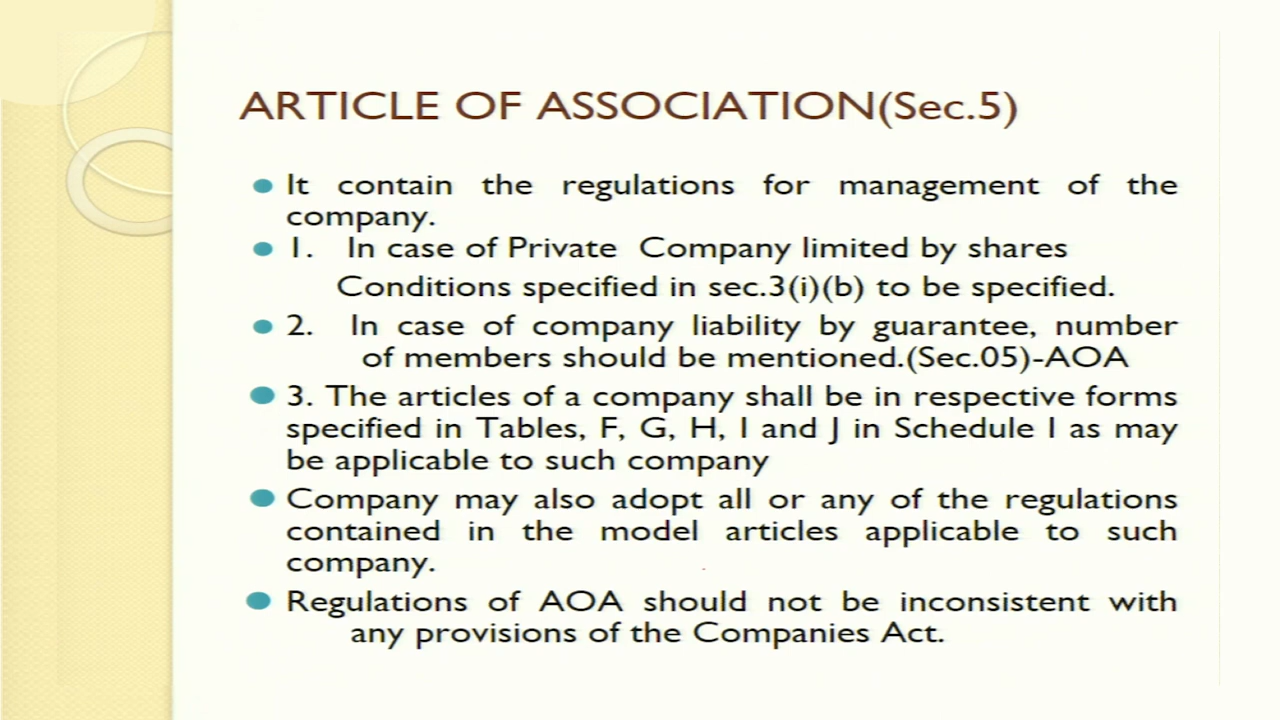 ARTICLE OF ASSOCIATION(Sec.5)
It contain the regulations for management of the
company.
1. In case of Private Company limited by shares
Conditions specified in sec.3(i)(b) to be specified.
2. In case of company liability by guarantee, number
of members should be mentioned.(Sec.05)-AOA
3. The articles of a company shall be in respective forms
specified in Tables, F, G, H, I and J in Schedule I as may
be applicable to such company
Company may also adopt all or any of the regulations
contained in the model articles applicable to such
company.
Regulations of AOA should not be inconsistent with
any provisions of the Companies Act.